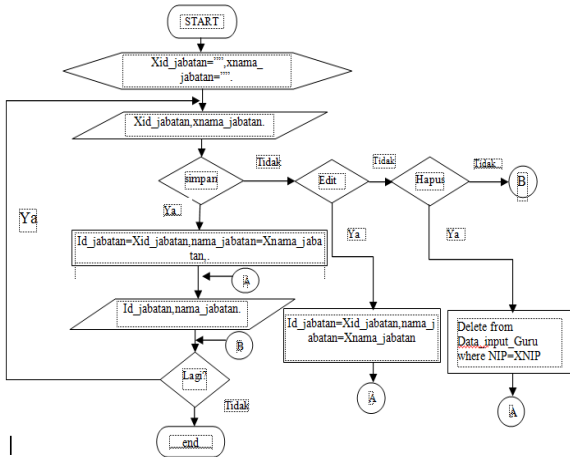 START
Xid_jabatan="",xnama_
jabatan="".
Xid_jabatan,xnama_jabatan.
simpan
Tidak
Edit
Tidak
Hapus
Tidak
B
Ya
Ya
Ya
Ya
Id_jabatan=Xid_jabatan,nama_jabatan=Xnama_jaba
tan,.
A
Id_jabatan,nama_jabatan.
B
Id_jabatan=Xid_jabatan,nama_j
abatan=Xnama_jabatan
Delete from
Data_input_Guru
where NIP=XNIP
Lagi?
A
A
Tidak
end